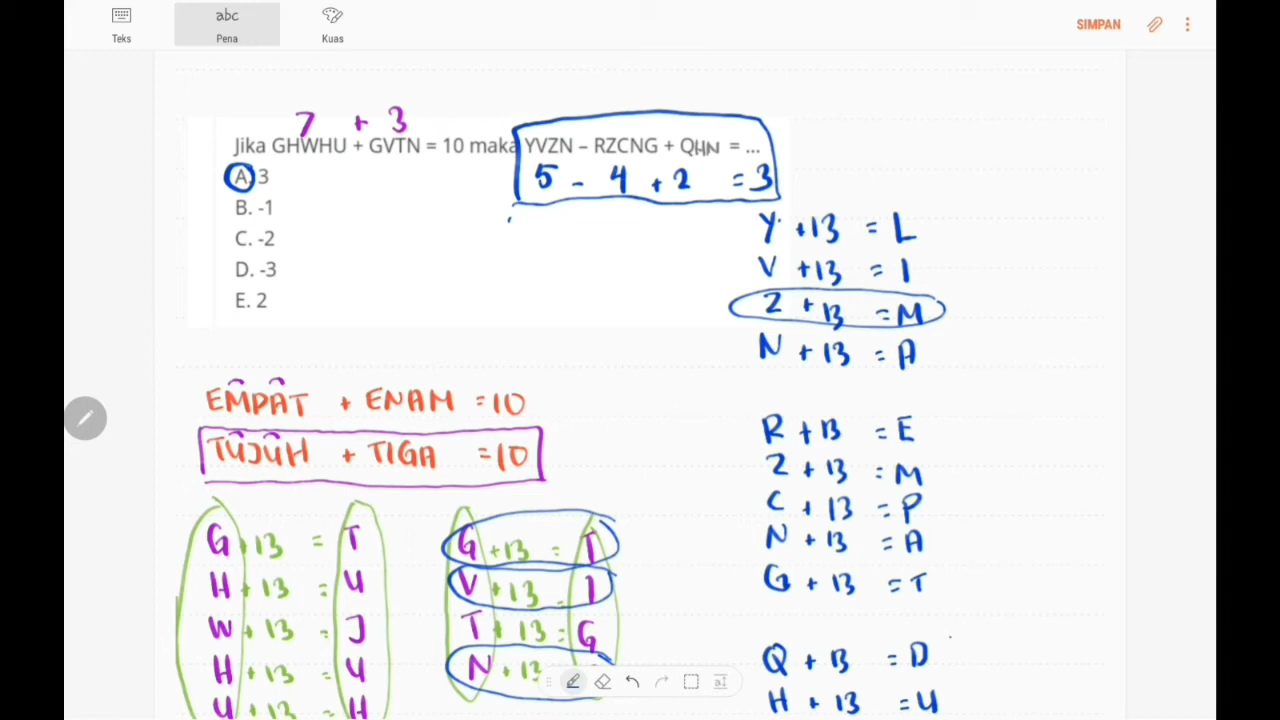 abc
Teks Pena Kuas SIMPAN
7 + 3
Jika GHWHU + GVTN = 10 maka YVZN – RZCNG + QHN = ...
A. 3
5 - 4 + 2 = 3
B. -1
C. -2
D. -3
E. 2
Y + 13 = L
V + 13 = I
Z + 13 = M
N + 13 = A
EMPAT + ENAM = 10
TUJUH + TIGA = 10
R + 13 = E
Z + 13 = M
C + 13 = P
N + 13 = A
G + 13 = T
G + 13 = T
H + 13 = U
W + 13 = J
H + 13 = U
U + 13 = H
G + 13 = T
V + 13 = I
T + 13 = G
N + 13
Q + 13 = D
H + 13 = U